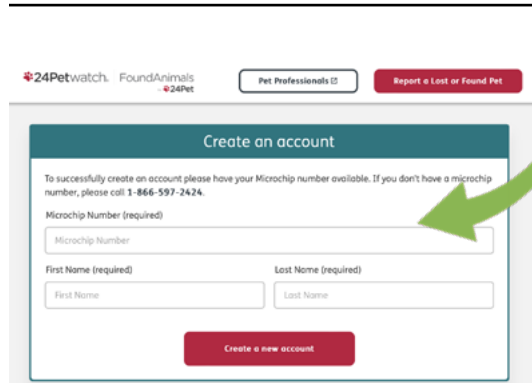 24Petwatch. FoundAnimals
24Pet
Pet Professionals
Report a Lost or Found Pet
Create an account
To successfully create an account please have your Microchip number available. If you don't have a microchip
number, please call 1-866-597-2424.
Microchip Number (required)
Microchip Number
First Name (required) Last Name (required)
First Name Last Name
Create a new account